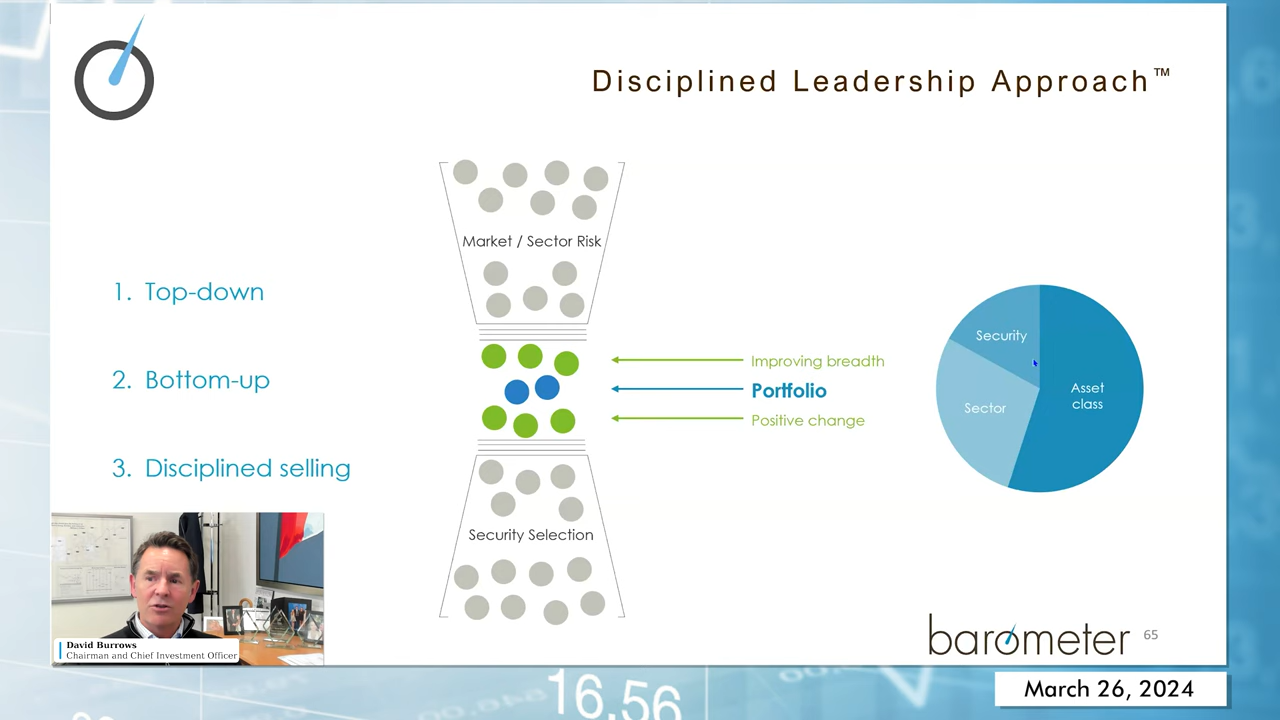 Disciplined Leadership Approach™
Market / Sector Risk
1. Top-down
2. Bottom-up
3. Disciplined selling
Improving breadth
Portfolio
Positive change
Security
Sector
Asset
class
Security Selection
David Burrows
Chairman and Chief Investment Officer
barometer
65
16,56
March 26, 2024